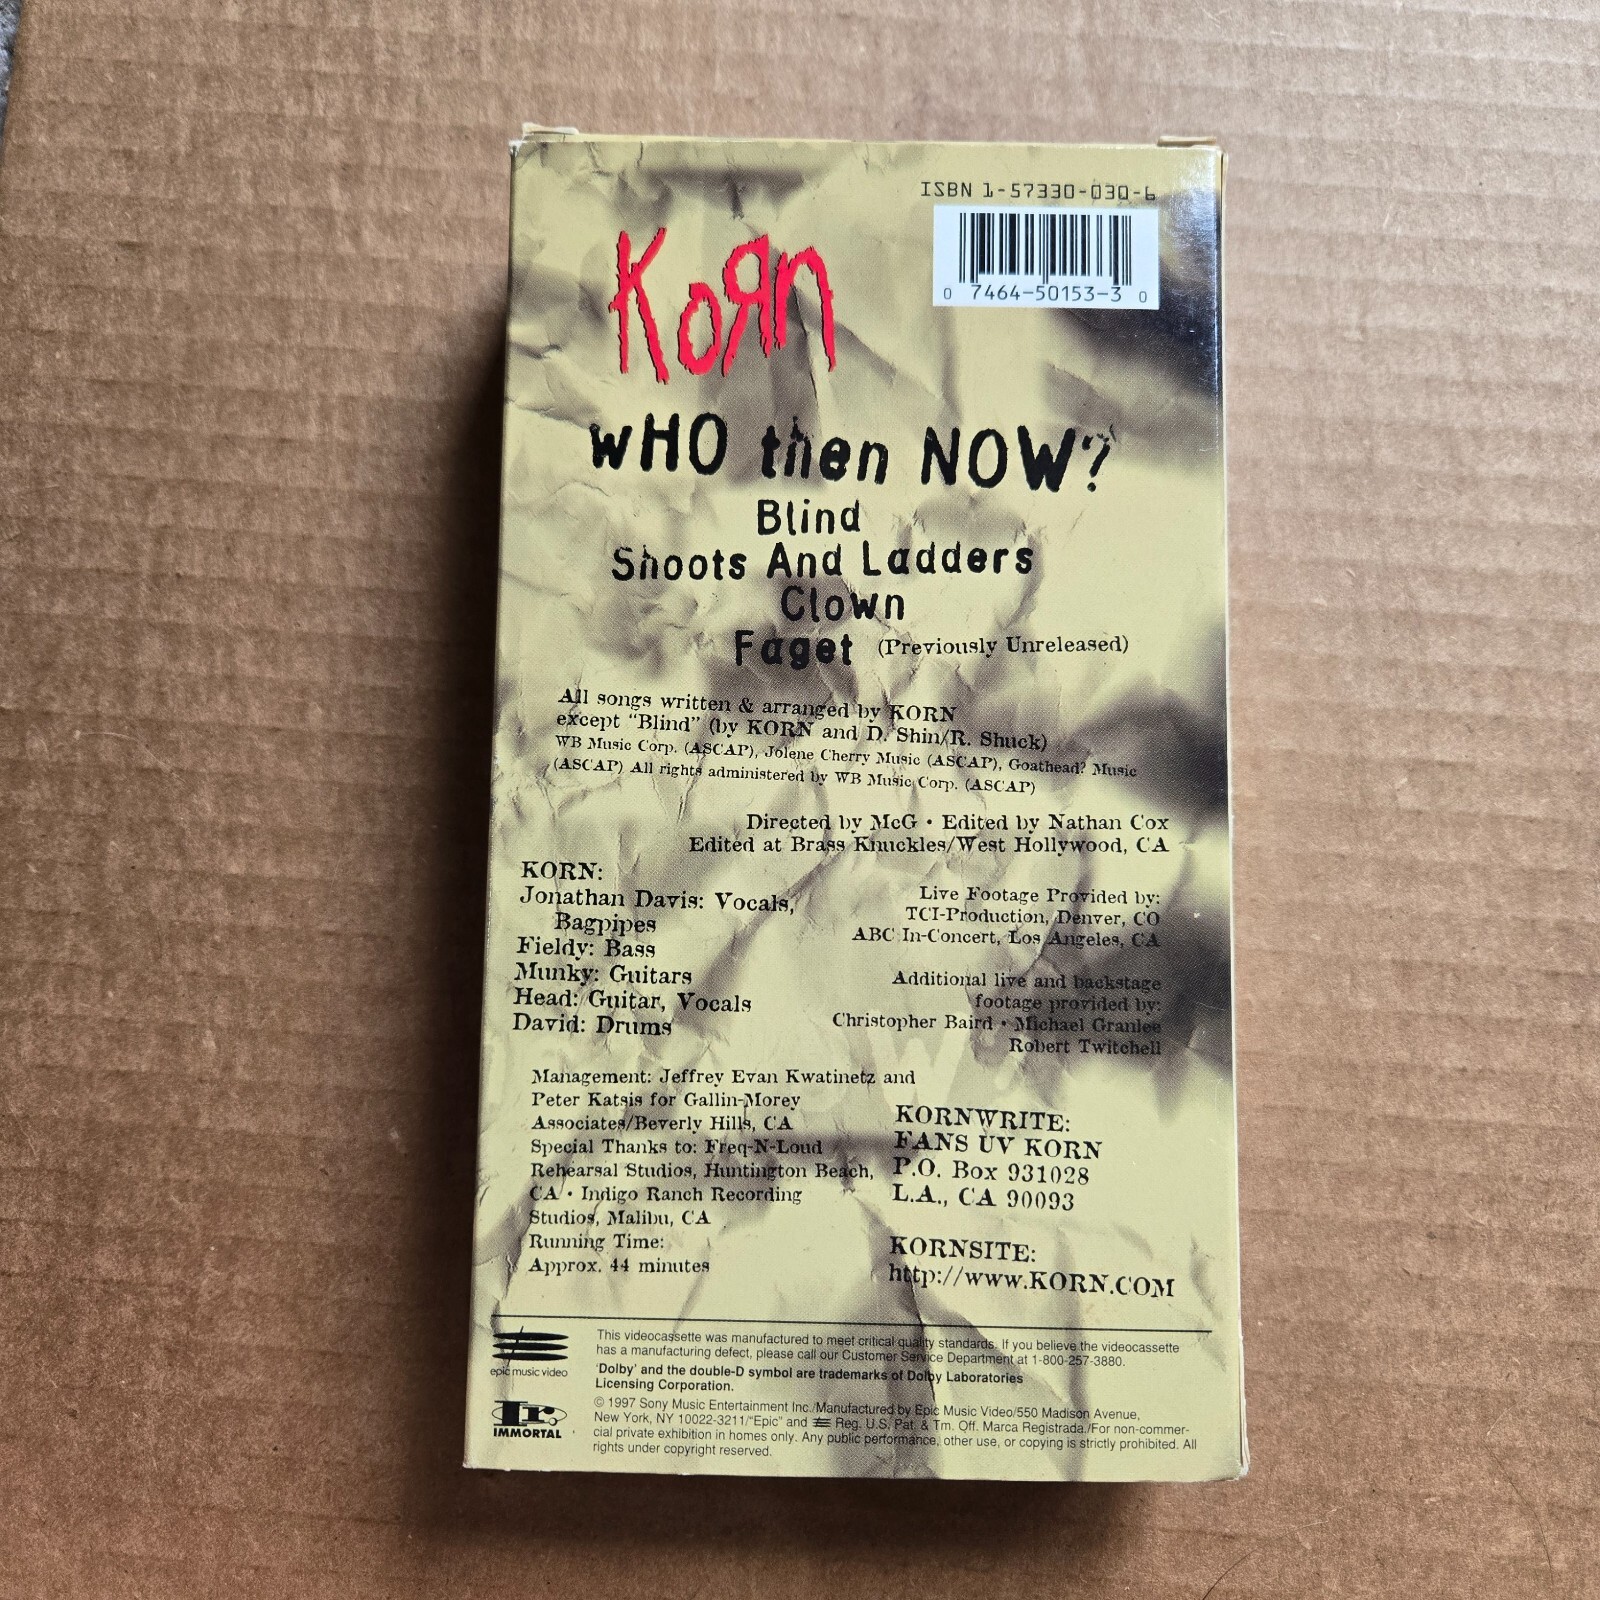 ISBN 1-57330-030-6
0 7464-50153-3 0
KoЯn
wHO then NOW?
Blind
Shoots And Ladders
Clown
Faget (Previously Unreleased)
All songs written & arranged by KORN
except "Blind" (by KORN and D. Shin/R. Shuck)
WB Music Corp. (ASCAP), Jolene Cherry Music (ASCAP), Goathead? Music
(ASCAP) All rights administered by WB Music Corp. (ASCAP)
Directed by McG • Edited by Nathan Cox
Edited at Brass Knuckles/West Hollywood, CA
KORN:
Jonathan Davis: Vocals,
Bagpipes
Fieldy: Bass
Munky: Guitars
Head: Guitar, Vocals
David: Drums
Live Footage Provided by:
TCI-Production, Denver, CO
ABC In-Concert, Los Angeles, CA
Additional live and backstage
footage provided by:
Christopher Baird • Michael Granlee
Robert Twitchell
Management: Jeffrey Evan Kwatinetz and
Peter Katsis for Gallin-Morey
Associates/Beverly Hills, CA
Special Thanks to: Freq-N-Loud
Rehearsal Studios, Huntington Beach,
CA • Indigo Ranch Recording
Studios, Malibu, CA
Running Time:
Approx. 44 minutes
KORNWRITE:
FANS UV KORN
P.O. Box 931028
L.A., CA 90093
KORNSITE:
http://www.KORN.COM
epic music video
Ir.
IMMORTAL
This videocassette was manufactured to meet critical quality standards. If you believe the videocassette
has a manufacturing defect, please call our Customer Service Department at 1-800-257-3880.
'Dolby' and the double-D symbol are trademarks of Dolby Laboratories
Licensing Corporation.
© 1997 Sony Music Entertainment Inc./Manufactured by Epic Music Video/550 Madison Avenue,
New York, NY 10022-3211/"Epic" and Reg. U.S. Pat. & Tm. Off. Marca Registrada./For non-commer-
cial private exhibition in homes only. Any public performance, other use, or copying is strictly prohibited. All
rights under copyright reserved.